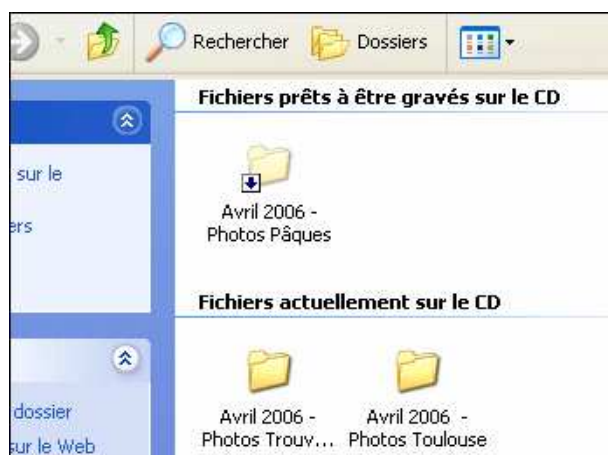 Rechercher Dossiers
Fichiers prêts à être gravés sur le CD
sur le
ers
Avril 2006 -
Photos Pâques
Fichiers actuellement sur le CD
dossier
sur le Web
Avril 2006 - Avril 2006 -
Photos Trouv... Photos Toulouse